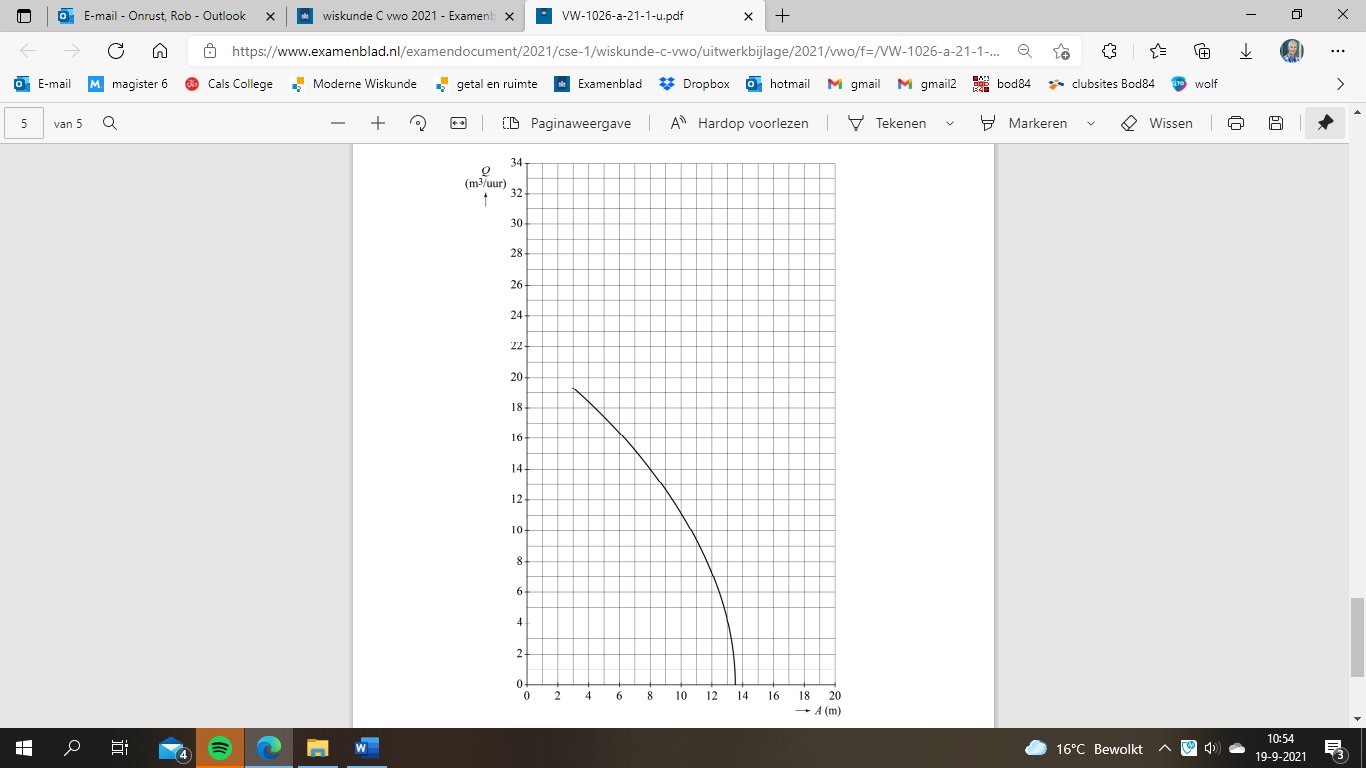 E-mail - Onrust, Rob - Outlook
wiskunde C vwo 2021 - Examenb
VW-1026-a-21-1-u.pdf
https://www.examenblad.nl/examendocument/2021/cse-1/wiskunde-c-vwo/uitwerkbijlage/2021/vwo/f=/VW-1026-a-21-1-...
E-mail
magister 6
Cals College
Moderne Wiskunde
getal en ruimte
Examenblad
Dropbox
hotmail
gmail
gmail2
bod84
clubsites Bod84
wolf
5 van 5
Paginaweergave
Hardop voorlezen
Tekenen
Markeren
Wissen
Q
(m³/uur)
34
32
30
28
26
24
22
20
18
16
14
12
10
8
6
4
2
0
0 2 4 6 8 10 12 14 16 18 20
A (m)
4
16°C Bewolkt
10:54
19-9-2021
3